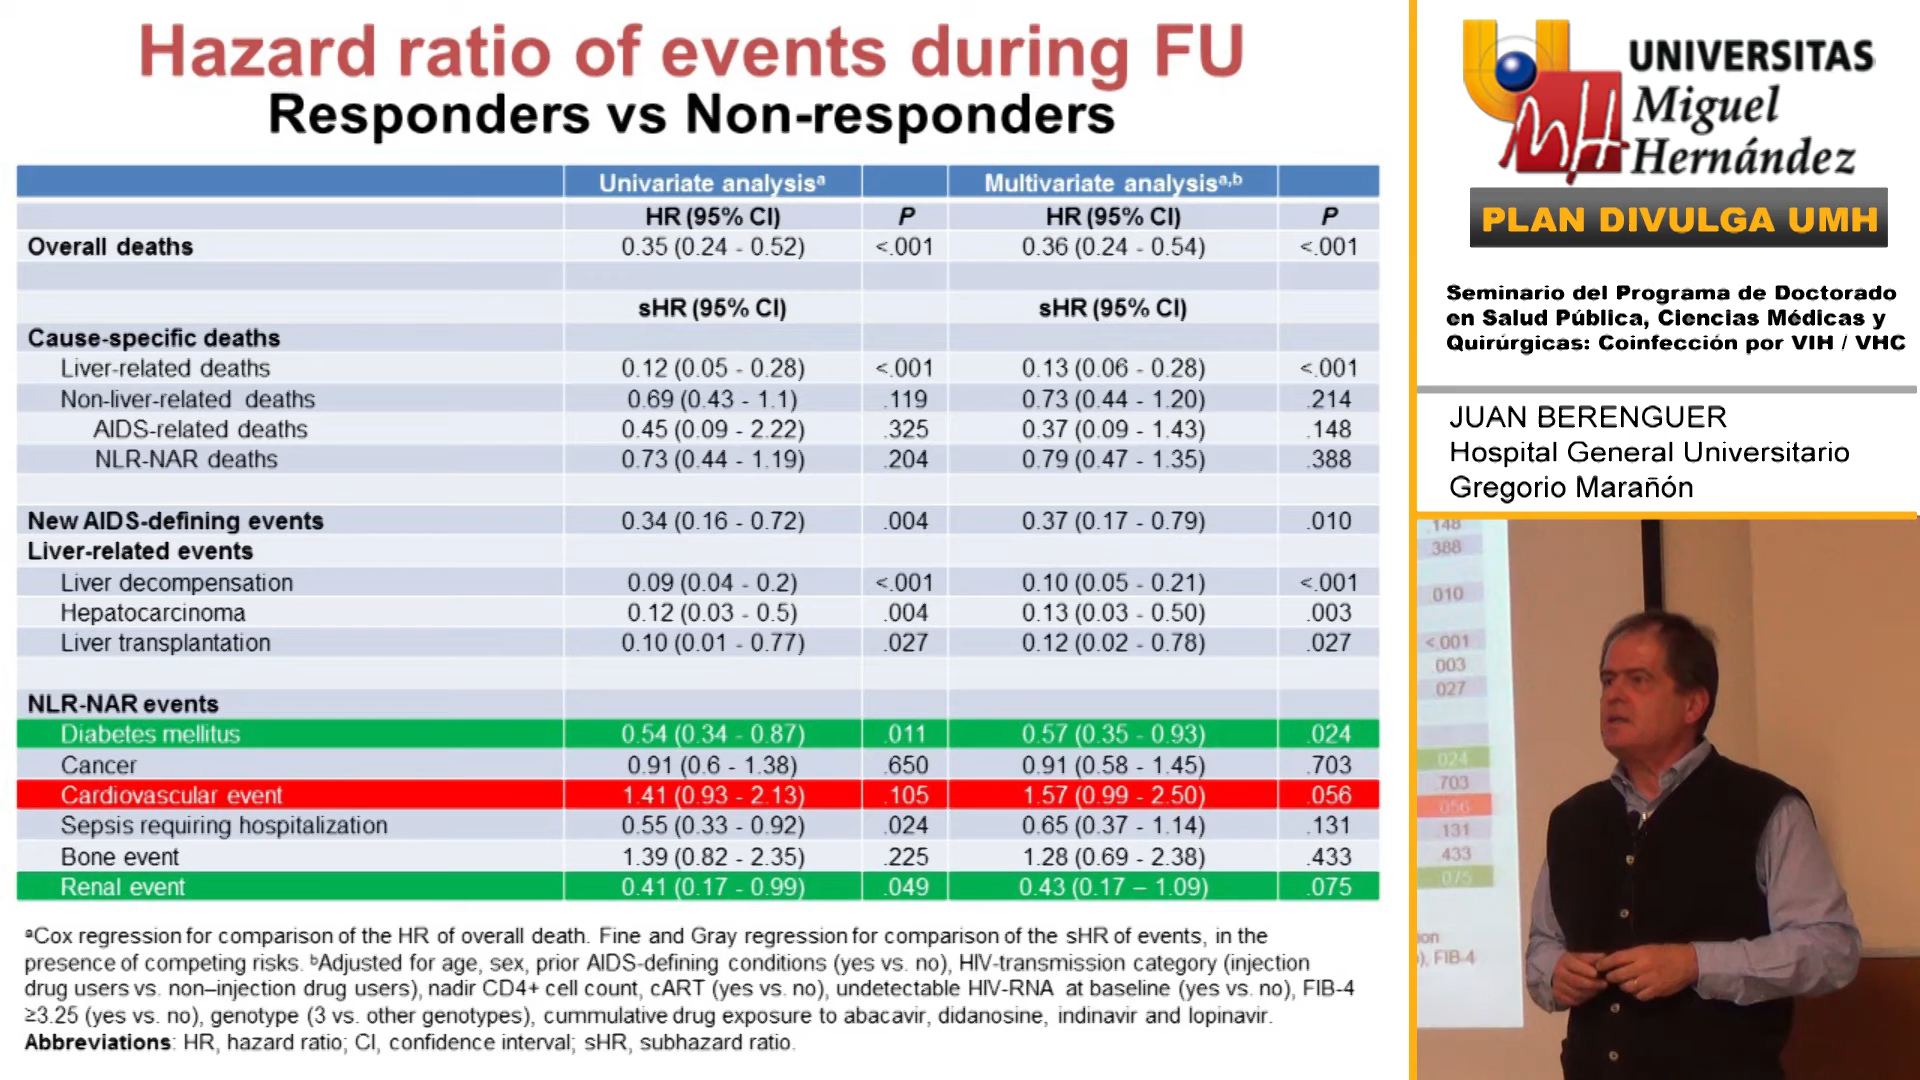 Hazard ratio of events during FU
Responders vs Non-responders
Univariate analysisᵃ Multivariate analysisᵃ,ᵇ
HR (95% CI) P HR (95% CI) P
Overall deaths 0.35 (0.24 - 0.52) <.001 0.36 (0.24 - 0.54) <.001
sHR (95% CI) sHR (95% CI)
Cause-specific deaths
Liver-related deaths 0.12 (0.05 - 0.28) <.001 0.13 (0.06 - 0.28) <.001
Non-liver-related deaths 0.69 (0.43 - 1.1) .119 0.73 (0.44 - 1.20) .214
AIDS-related deaths 0.45 (0.09 - 2.22) .325 0.37 (0.09 - 1.43) .148
NLR-NAR deaths 0.73 (0.44 - 1.19) .204 0.79 (0.47 - 1.35) .388
New AIDS-defining events 0.34 (0.16 - 0.72) .004 0.37 (0.17 - 0.79) .010
Liver-related events
Liver decompensation 0.09 (0.04 - 0.2) <.001 0.10 (0.05 - 0.21) <.001
Hepatocarcinoma 0.12 (0.03 - 0.5) .004 0.13 (0.03 - 0.50) .003
Liver transplantation 0.10 (0.01 - 0.77) .027 0.12 (0.02 - 0.78) .027
NLR-NAR events
Diabetes mellitus 0.54 (0.34 - 0.87) .011 0.57 (0.35 - 0.93) .024
Cancer 0.91 (0.6 - 1.38) .650 0.91 (0.58 - 1.45) .703
Cardiovascular event 1.41 (0.93 - 2.13) .105 1.57 (0.99 - 2.50) .056
Sepsis requiring hospitalization 0.55 (0.33 - 0.92) .024 0.65 (0.37 - 1.14) .131
Bone event 1.39 (0.82 - 2.35) .225 1.28 (0.69 - 2.38) .433
Renal event 0.41 (0.17 - 0.99) .049 0.43 (0.17 – 1.09) .075
ᵃCox regression for comparison of the HR of overall death. Fine and Gray regression for comparison of the sHR of events, in the
presence of competing risks. ᵇAdjusted for age, sex, prior AIDS-defining conditions (yes vs. no), HIV-transmission category (injection
drug users vs. non–injection drug users), nadir CD4+ cell count, cART (yes vs. no), undetectable HIV-RNA at baseline (yes vs. no), FIB-4
≥3.25 (yes vs. no), genotype (3 vs. other genotypes), cummulative drug exposure to abacavir, didanosine, indinavir and lopinavir.
Abbreviations: HR, hazard ratio; CI, confidence interval; sHR, subhazard ratio.
UNIVERSITAS
Miguel
Hernández
PLAN DIVULGA UMH
Seminario del Programa de Doctorado
en Salud Pública, Ciencias Médicas y
Quirúrgicas: Coinfección por VIH / VHC
JUAN BERENGUER
Hospital General Universitario
Gregorio Marañón
.148
388
010
<.001
003
027
024
.703
056
.131
.433
075
), FIB-4